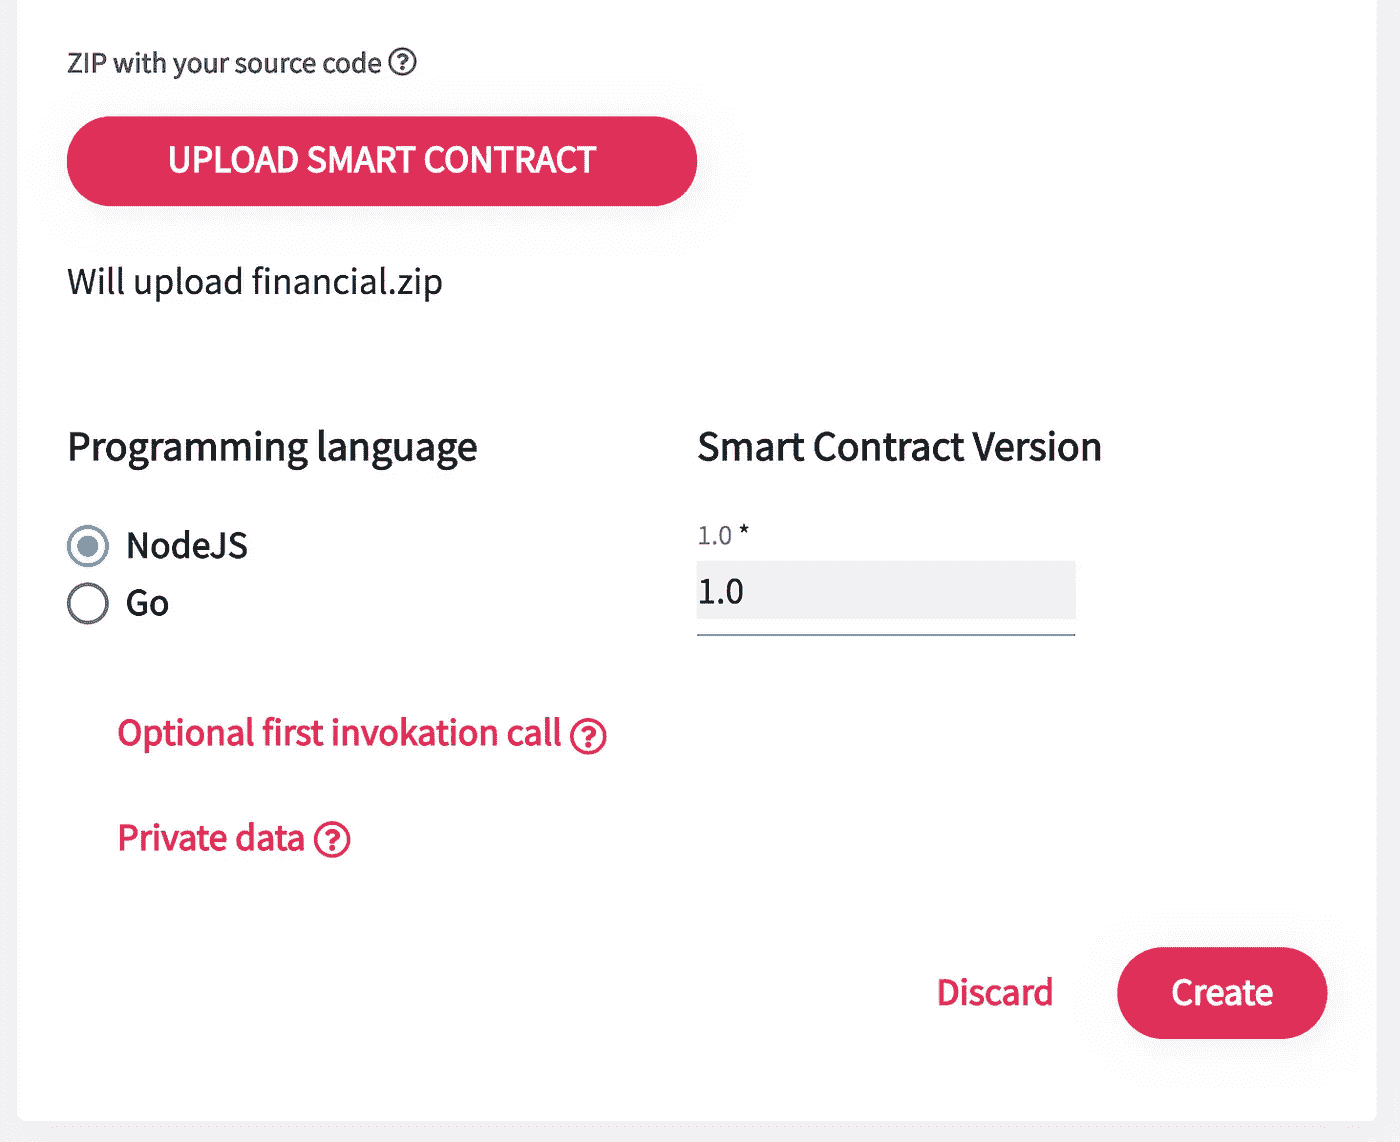 ZIP with your source code ?
UPLOAD SMART CONTRACT
Will upload financial.zip
Programming language
Smart Contract Version
NodeJS
Go
1.0 *
1.0
Optional first invokation call ?
Private data ?
Discard
Create